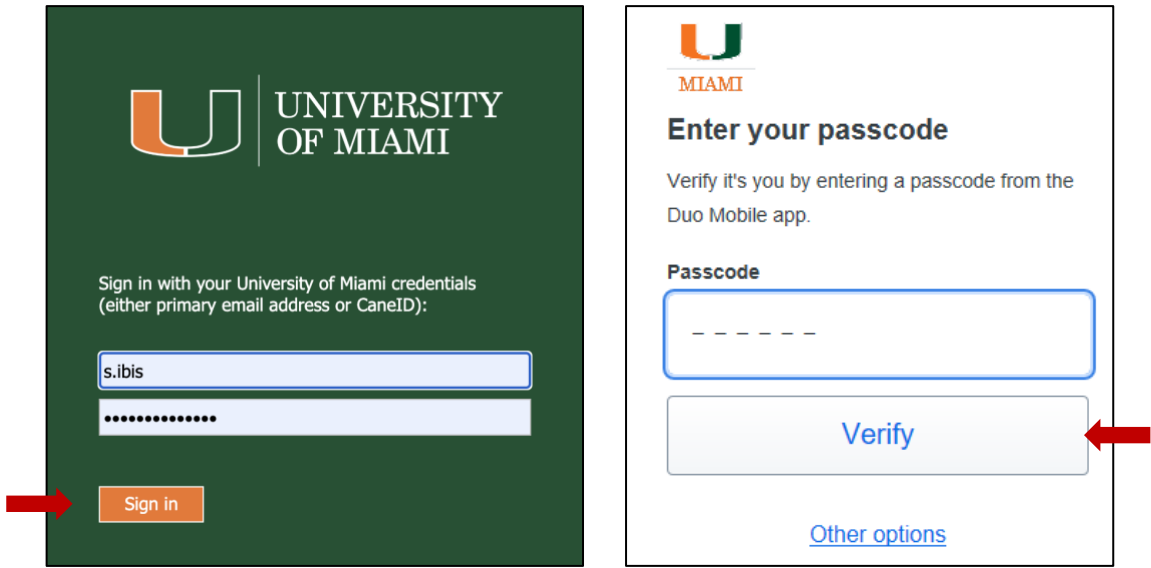 UNIVERSITY
OF MIAMI
Sign in with your University of Miami credentials
(either primary email address or CaneID):
s.ibis
••••••••••••••
Sign in
U
MIAMI
Enter your passcode
Verify it's you by entering a passcode from the
Duo Mobile app.
Passcode
_ _ _ _ _ _
Verify
Other options